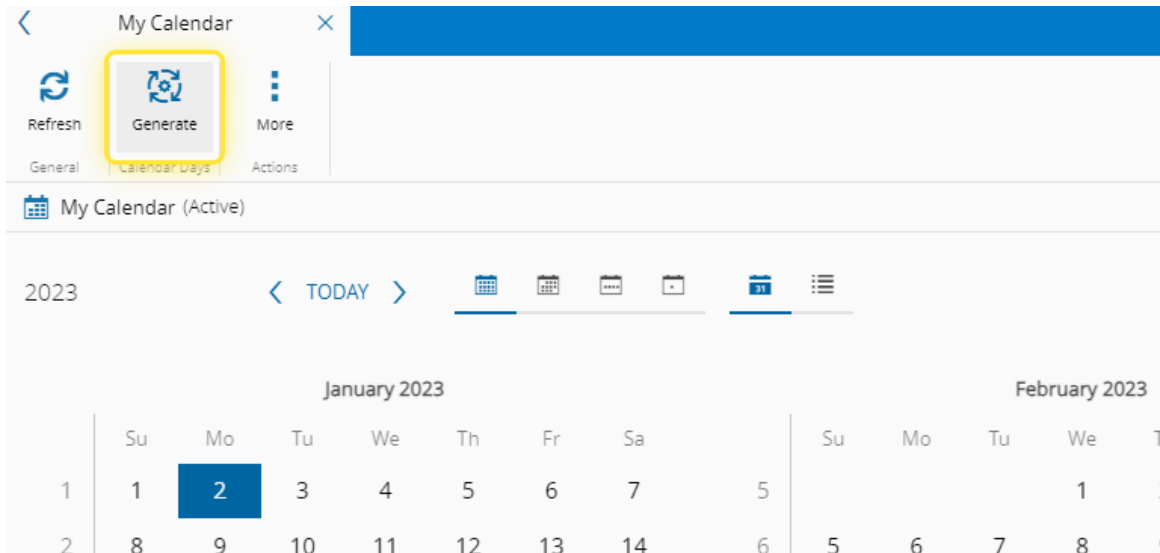 My Calendar
Refresh Generate More
General Calendar Days Actions
My Calendar (Active)
2023 TODAY 31
January 2023 February 2023
Su Mo Tu We Th Fr Sa Su Mo Tu We
1 1 2 3 4 5 6 7 5 1
2 8 9 10 11 12 13 14 6 5 6 7 8